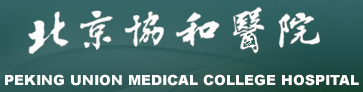 北京協和醫院
PEKING UNION MEDICAL COLLEGE HOSPITAL